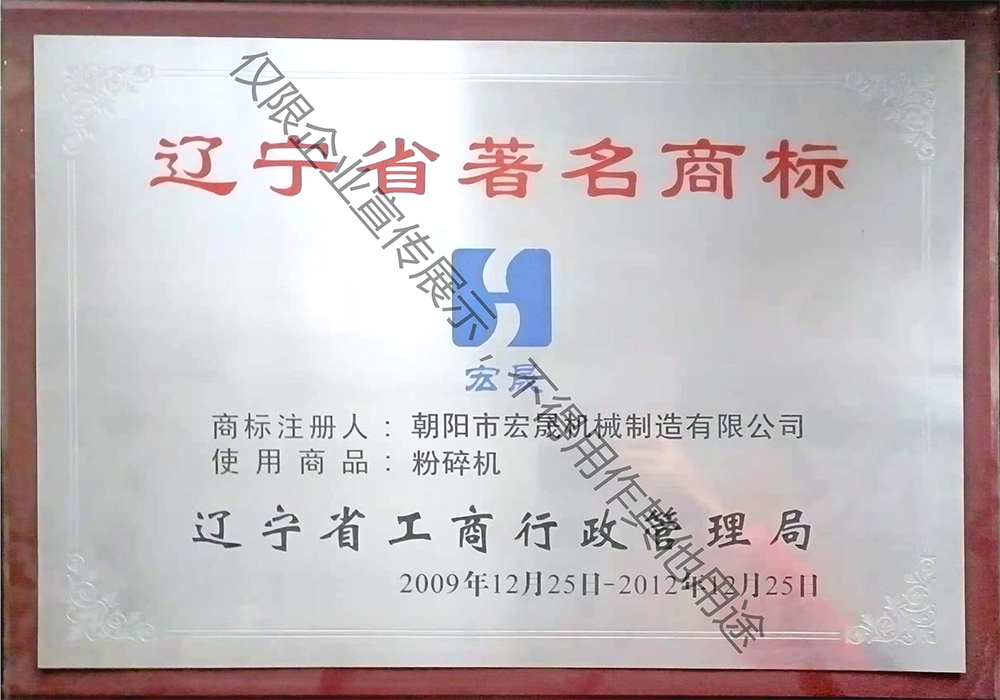 辽宁省著名商标
宏晟
商标注册人：朝阳市宏晟机械制造有限公司
使用商品：粉碎机
辽宁省工商行政管理局
2009年12月25日-2012年12月25日
仅限企业宣传展示，不得用作其他用途